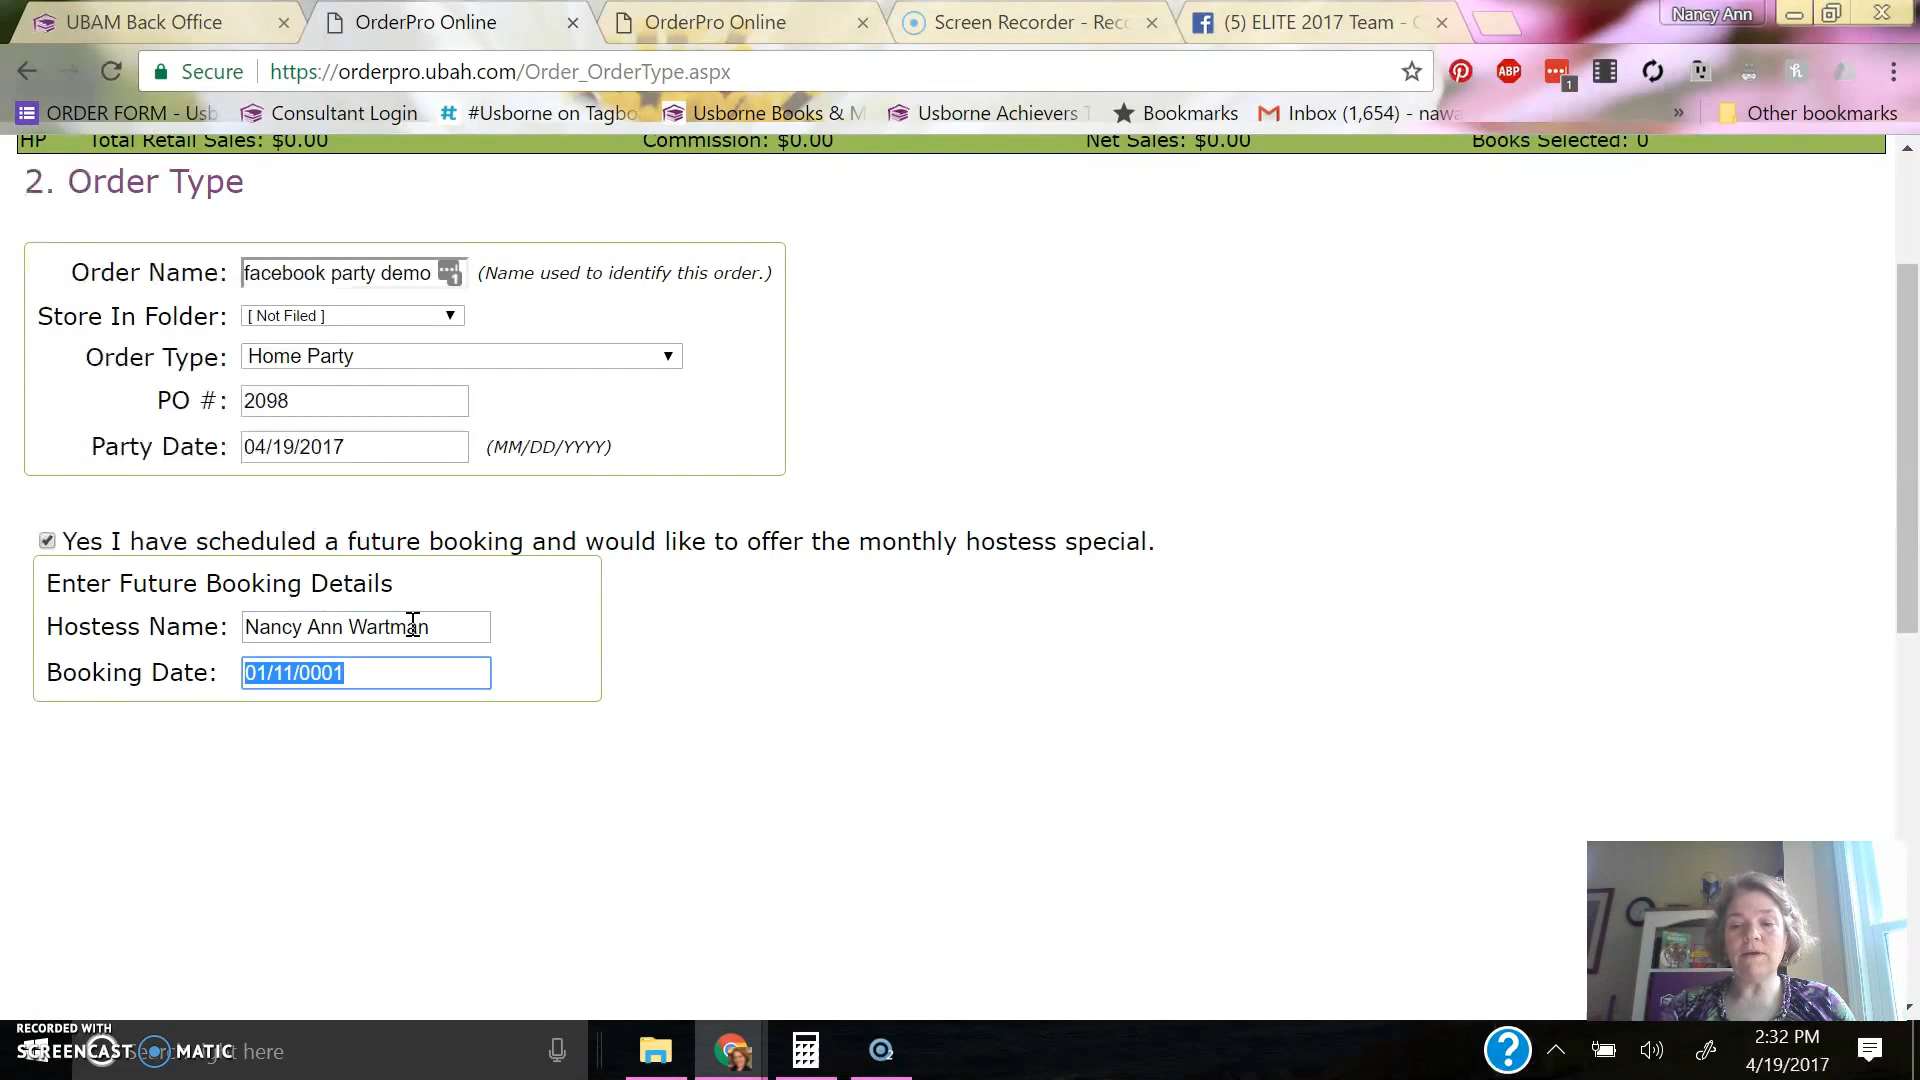 UBAM Back Office
OrderPro Online
OrderPro Online
Screen Recorder - Rec
(5) ELITE 2017 Team -
Nancy Ann
Secure
https://orderpro.ubah.com/Order_OrderType.aspx
ABP
1
h
ORDER FORM - Usb
Consultant Login
#Usborne on Tagbo
Usborne Books & M
Usborne Achievers T
Bookmarks
Inbox (1,654) - nawa
»
Other bookmarks
HP Total Retail Sales: $0.00 Commission: $0.00 Net Sales: $0.00 Books Selected: 0
2. Order Type
Order Name: facebook party demo 1 (Name used to identify this order.)
Store In Folder: [ Not Filed ]
Order Type: Home Party
PO #: 2098
Party Date: 04/19/2017 (MM/DD/YYYY)
Yes I have scheduled a future booking and would like to offer the monthly hostess special.
Enter Future Booking Details
Hostess Name: Nancy Ann Wartman
Booking Date: 01/11/0001
RECORDED WITH
SCREENCAST MATIC
here
2:32 PM
4/19/2017